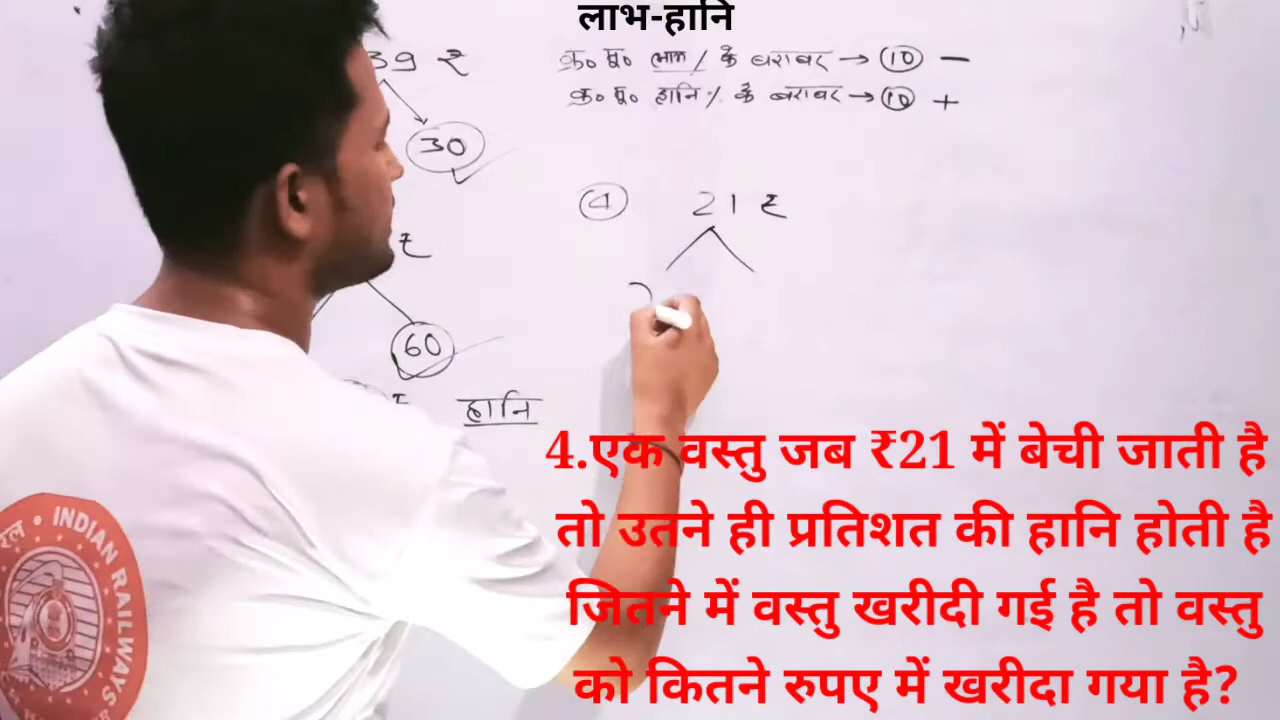 लाभ-हानि
39 ₹
क्र० मू० लाभ % के बराबर → 10 −
क्र० मू० हानि % के बराबर → 10 +
30
4 21 ₹
₹
60
हानि
4.एक वस्तु जब ₹21 में बेची जाती है
तो उतने ही प्रतिशत की हानि होती है
जितने में वस्तु खरीदी गई है तो वस्तु
को कितने रुपए में खरीदा गया है?
रेल • INDIAN RAILWAYS